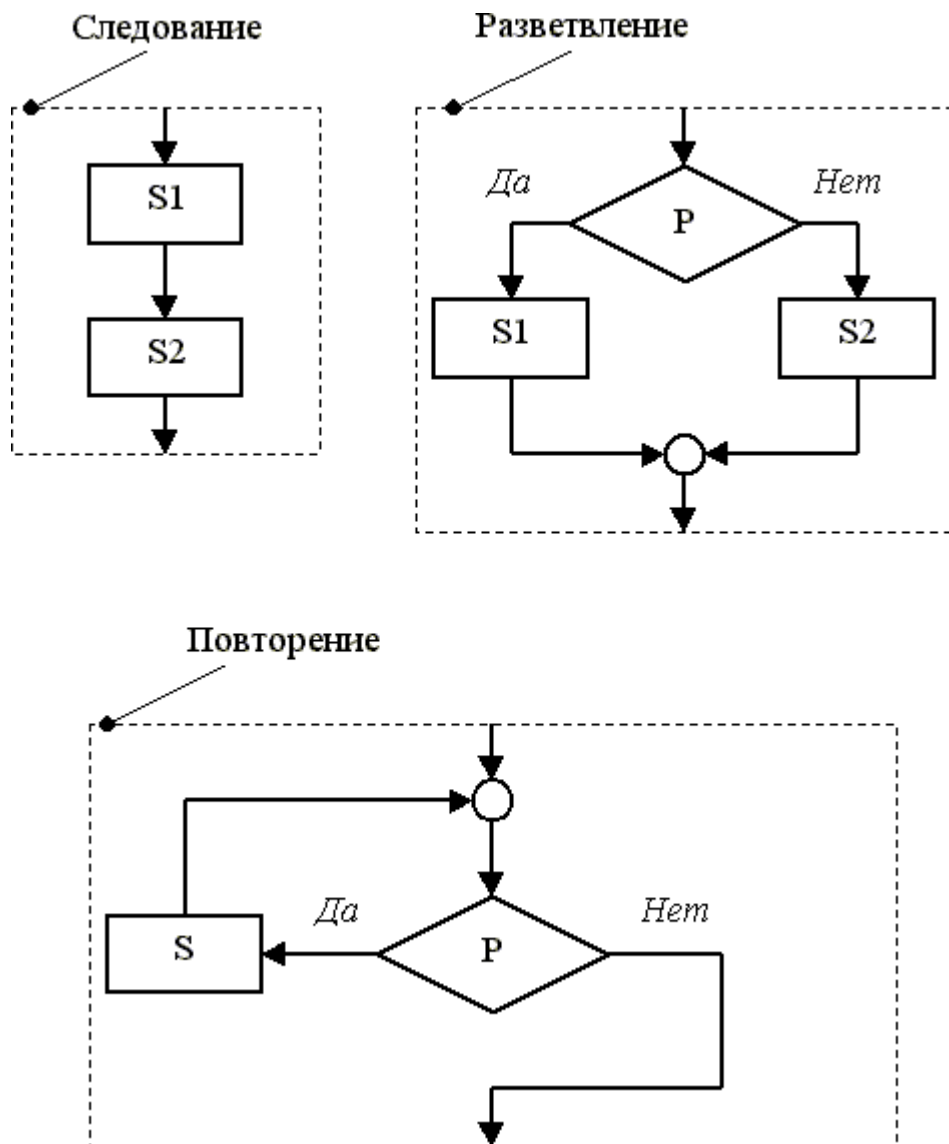 Следование
Разветвление
S1
S2
Да
Нет
P
S1
S2
Повторение
Да
Нет
S
P